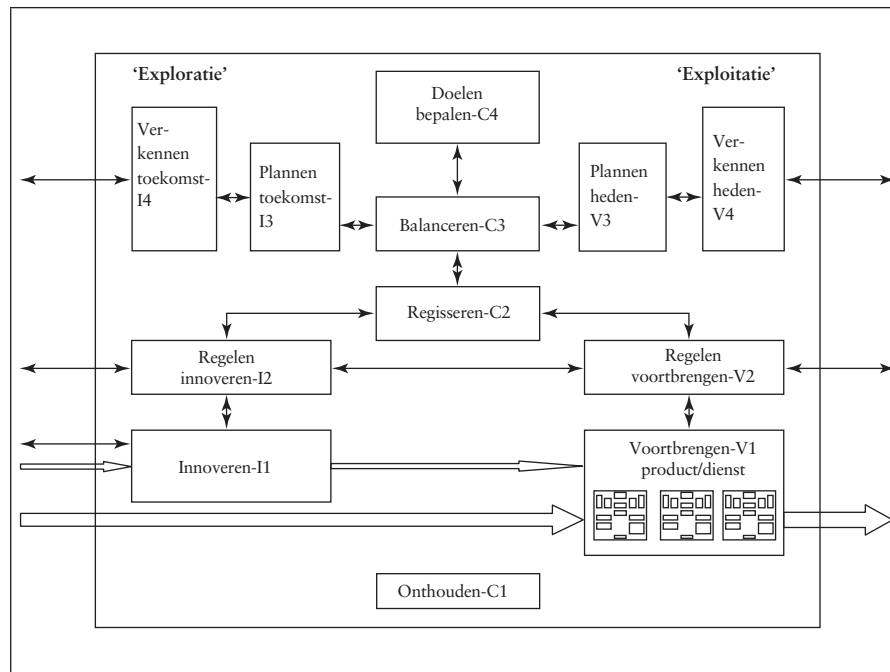 ‘Exploratie’
‘Exploitatie’
Doelen
bepalen-C4
Ver-
kennen
toekomst-
I4
Plannen
toekomst-
I3
Balanceren-C3
Plannen
heden-
V3
Ver-
kennen
heden-
V4
Regisseren-C2
Regelen
innoveren-I2
Regelen
voortbrengen-V2
Innoveren-I1
Voortbrengen-V1
product/dienst
Onthouden-C1